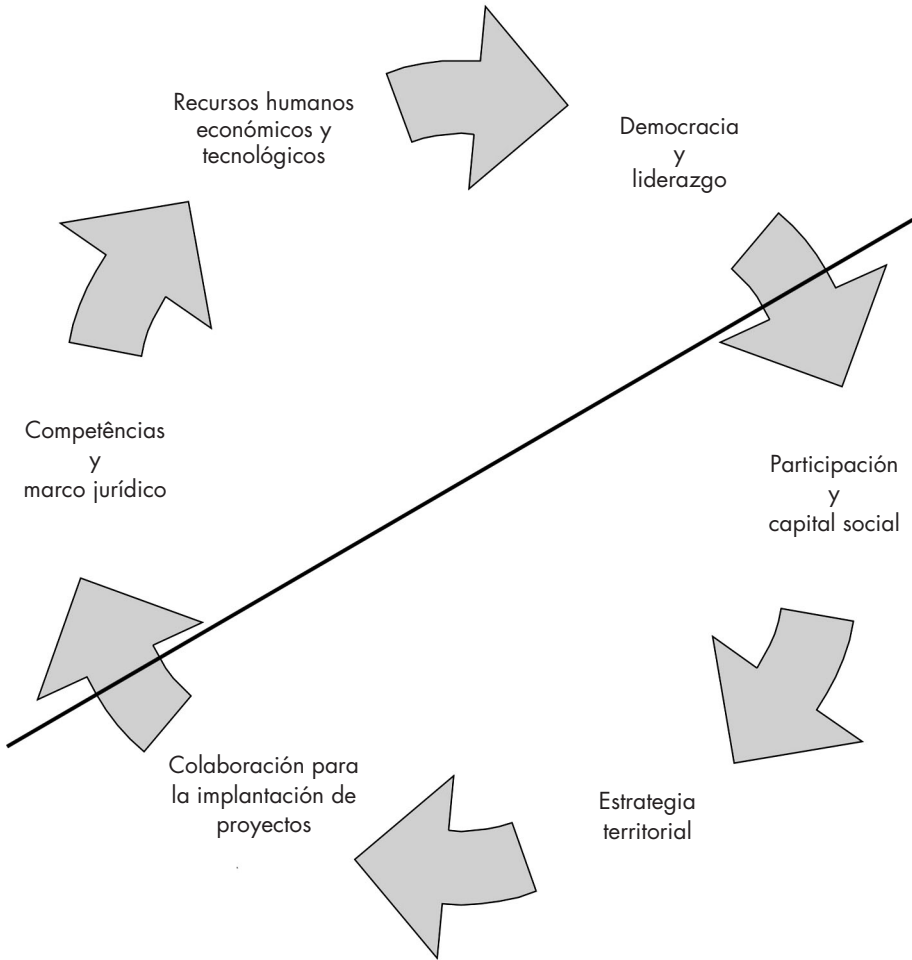 Recursos humanos
económicos y
tecnológicos
Democracia
y
liderazgo
Competências
y
marco jurídico
Participación
y
capital social
Colaboración para
la implantación de
proyectos
Estrategia
territorial